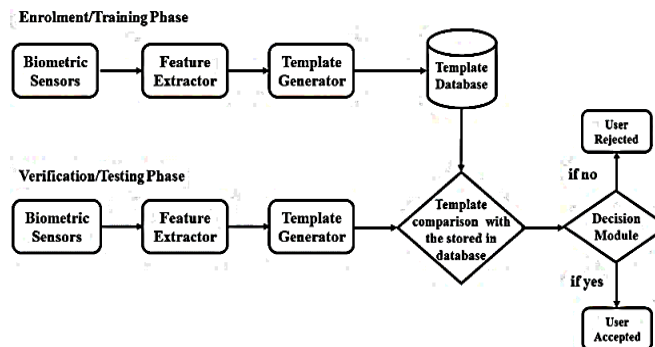 Enrolment/Training Phase
Biometric
Sensors
Feature
Extractor
Template
Generator
Template
Database
Verification/Testing Phase
Biometric
Sensors
Feature
Extractor
Template
Generator
Template
comparison with
the stored in
database
Decision
Module
if no
User
Rejected
if yes
User
Accepted